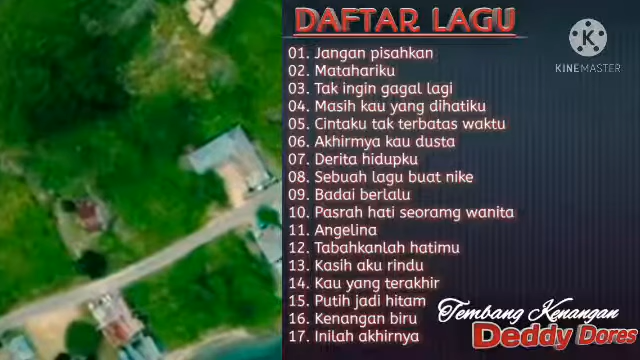 DAFTAR LAGU
KINEMASTER
01. Jangan pisahkan
02. Matahariku
03. Tak ingin gagal lagi
04. Masih kau yang dihatiku
05. Cintaku tak terbatas waktu
06. Akhirmya kau dusta
07. Derita hidupku
08. Sebuah lagu buat nike
09. Badai berlalu
10. Pasrah hati seoramg wanita
11. Angelina
12. Tabahkanlah hatimu
13. Kasih aku rindu
14. Kau yang terakhir
15. Putih jadi hitam
16. Kenangan biru
17. Inilah akhirnya
Tembang Kenangan
Deddy Dores